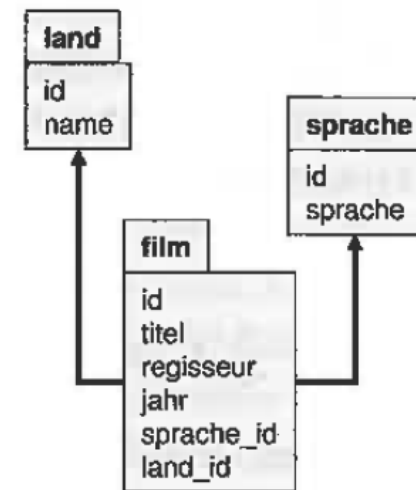 land
id
name
sprache
id
sprache
film
id
titel
regisseur
jahr
sprache_id
land_id